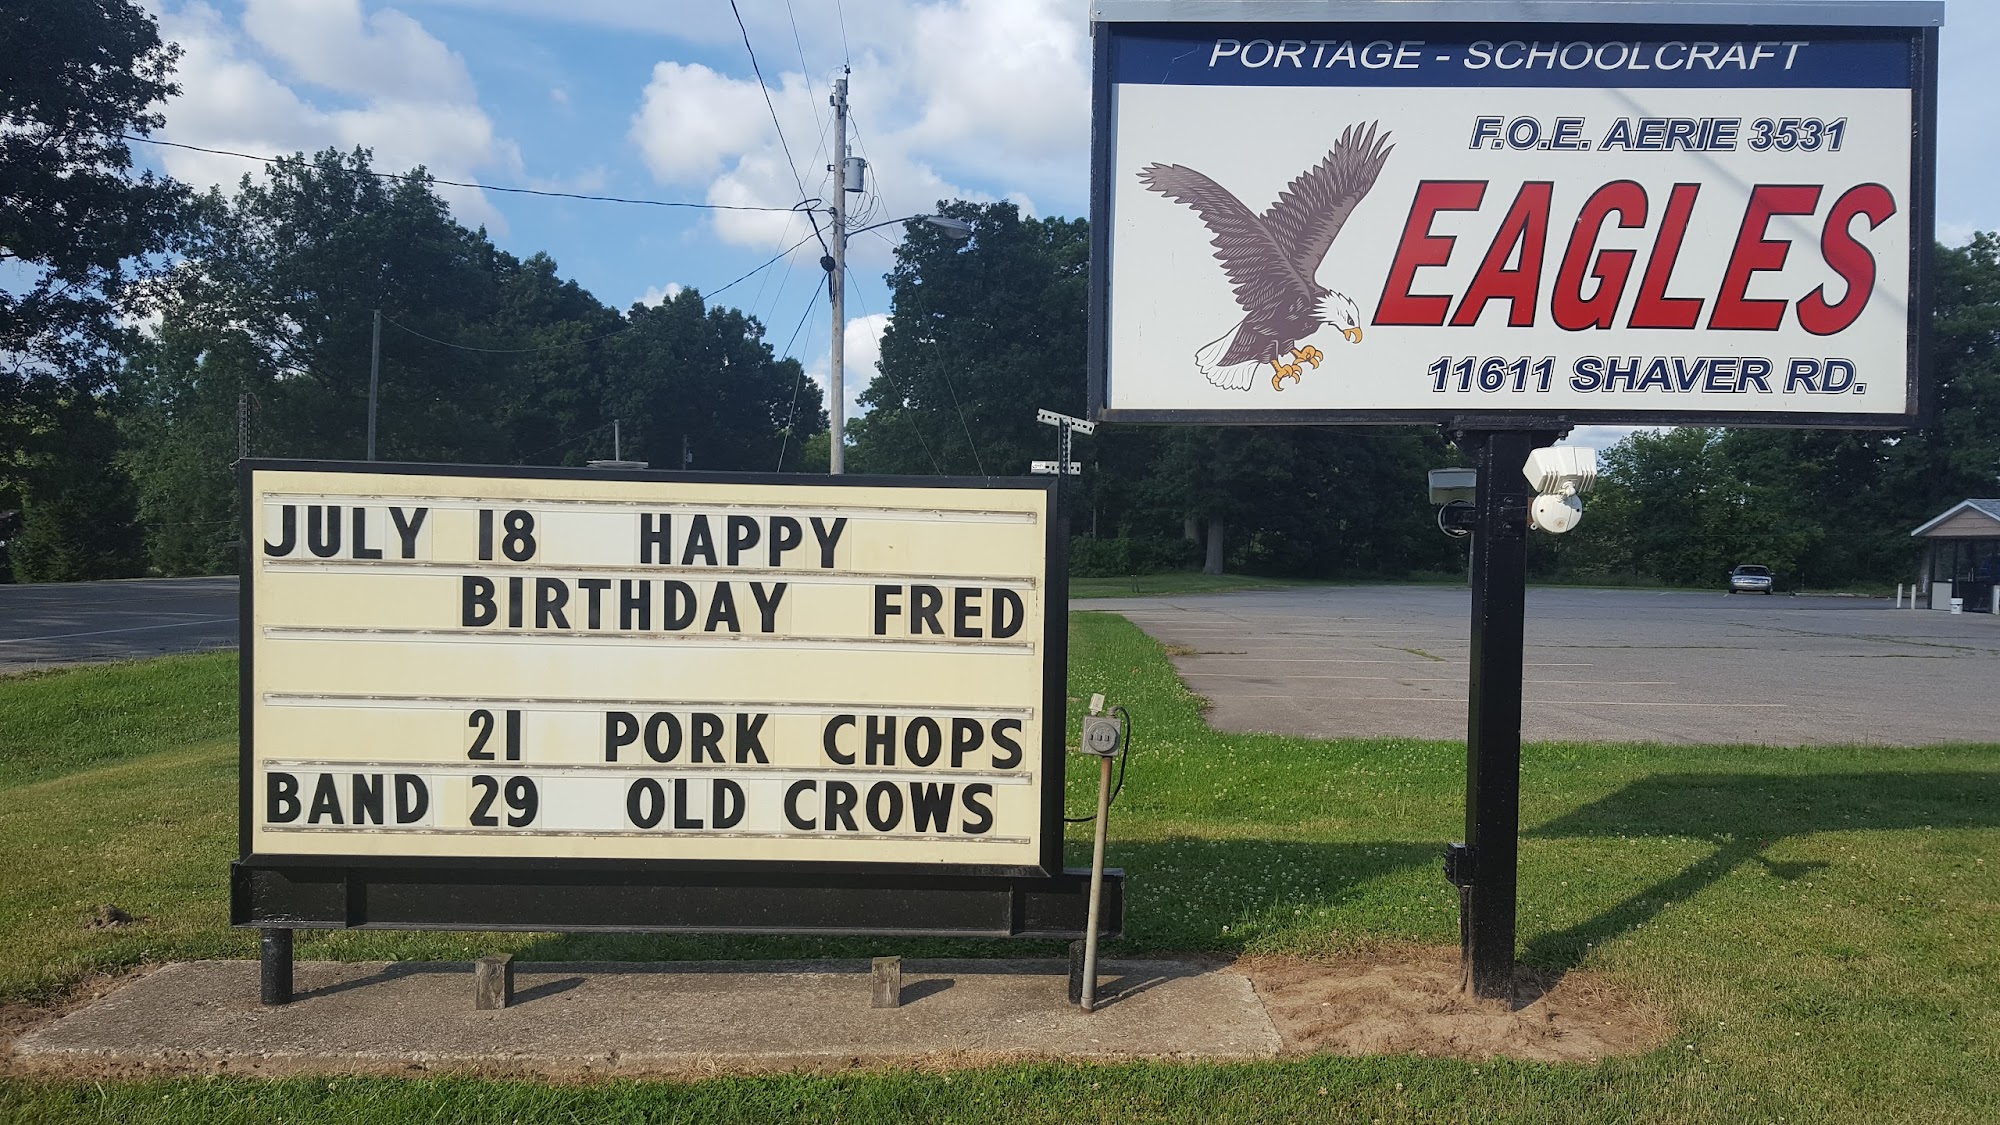 JULY 18 HAPPY
BIRTHDAY FRED
21 PORK CHOPS
BAND 29 OLD CROWS
PORTAGE - SCHOOLCRAFT
F.O.E. AERIE 3531
EAGLES
11611 SHAVER RD.